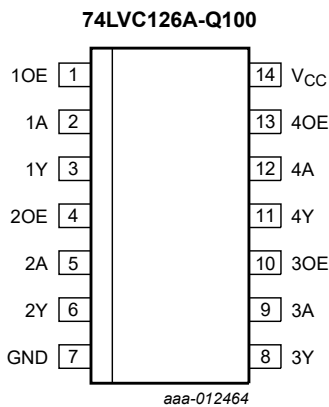 74LVC126A-Q100
1OE 1 14 VCC
1A 2 13 4OE
1Y 3 12 4A
2OE 4 11 4Y
2A 5 10 3OE
2Y 6 9 3A
GND 7 8 3Y
aaa-012464